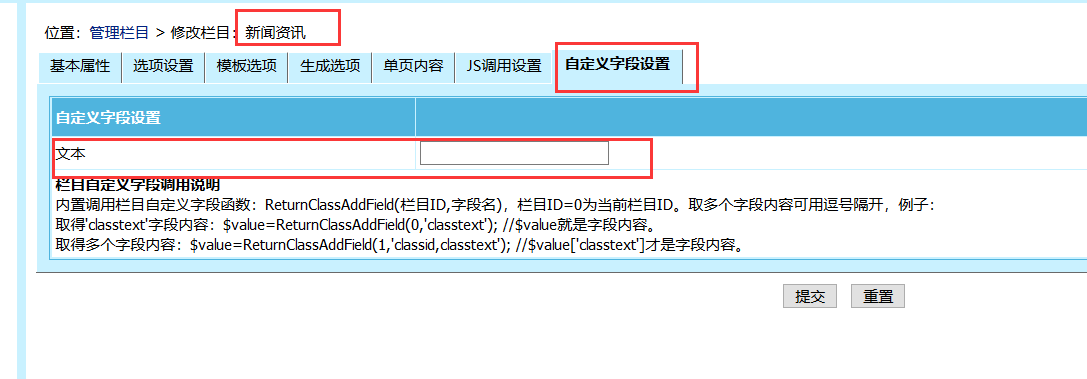 位置：管理栏目 > 修改栏目：新闻资讯
基本属性 选项设置 模板选项 生成选项 单页内容 JS调用设置 自定义字段设置
自定义字段设置
文本
栏目自定义字段调用说明
内置调用栏目自定义字段函数：ReturnClassAddField(栏目ID,字段名)，栏目ID=0为当前栏目ID。取多个字段内容可用逗号隔开，例子：
取得'classtext'字段内容：$value=ReturnClassAddField(0,'classtext'); //$value就是字段内容。
取得多个字段内容：$value=ReturnClassAddField(1,'classid,classtext'); //$value['classtext']才是字段内容。
提交 重置